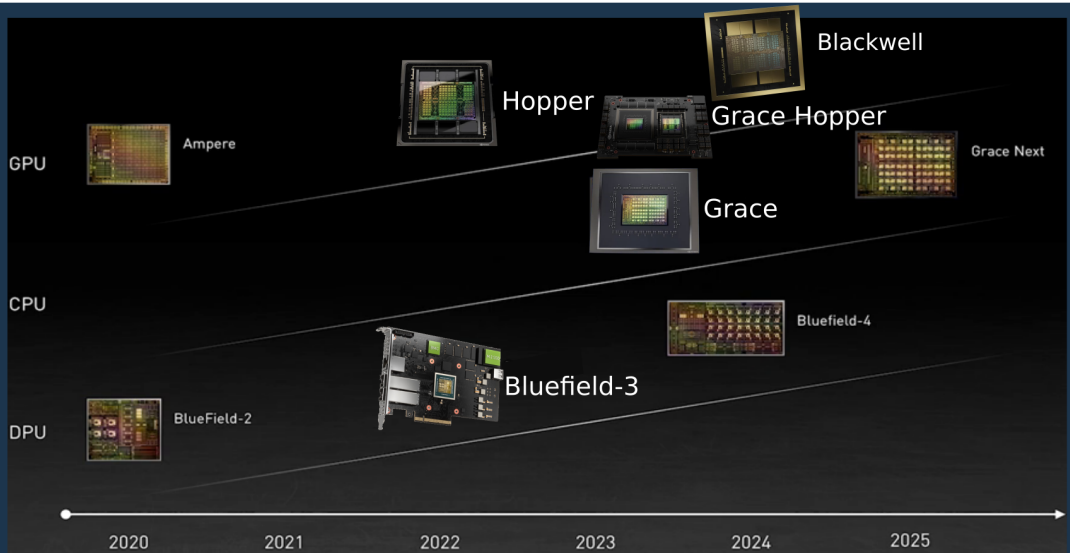 Blackwell
Hopper
Grace Hopper
GPU
Ampere
Grace Next
Grace
CPU
Bluefield-4
Bluefield-3
DPU
BlueField-2
2020
2021
2022
2023
2024
2025